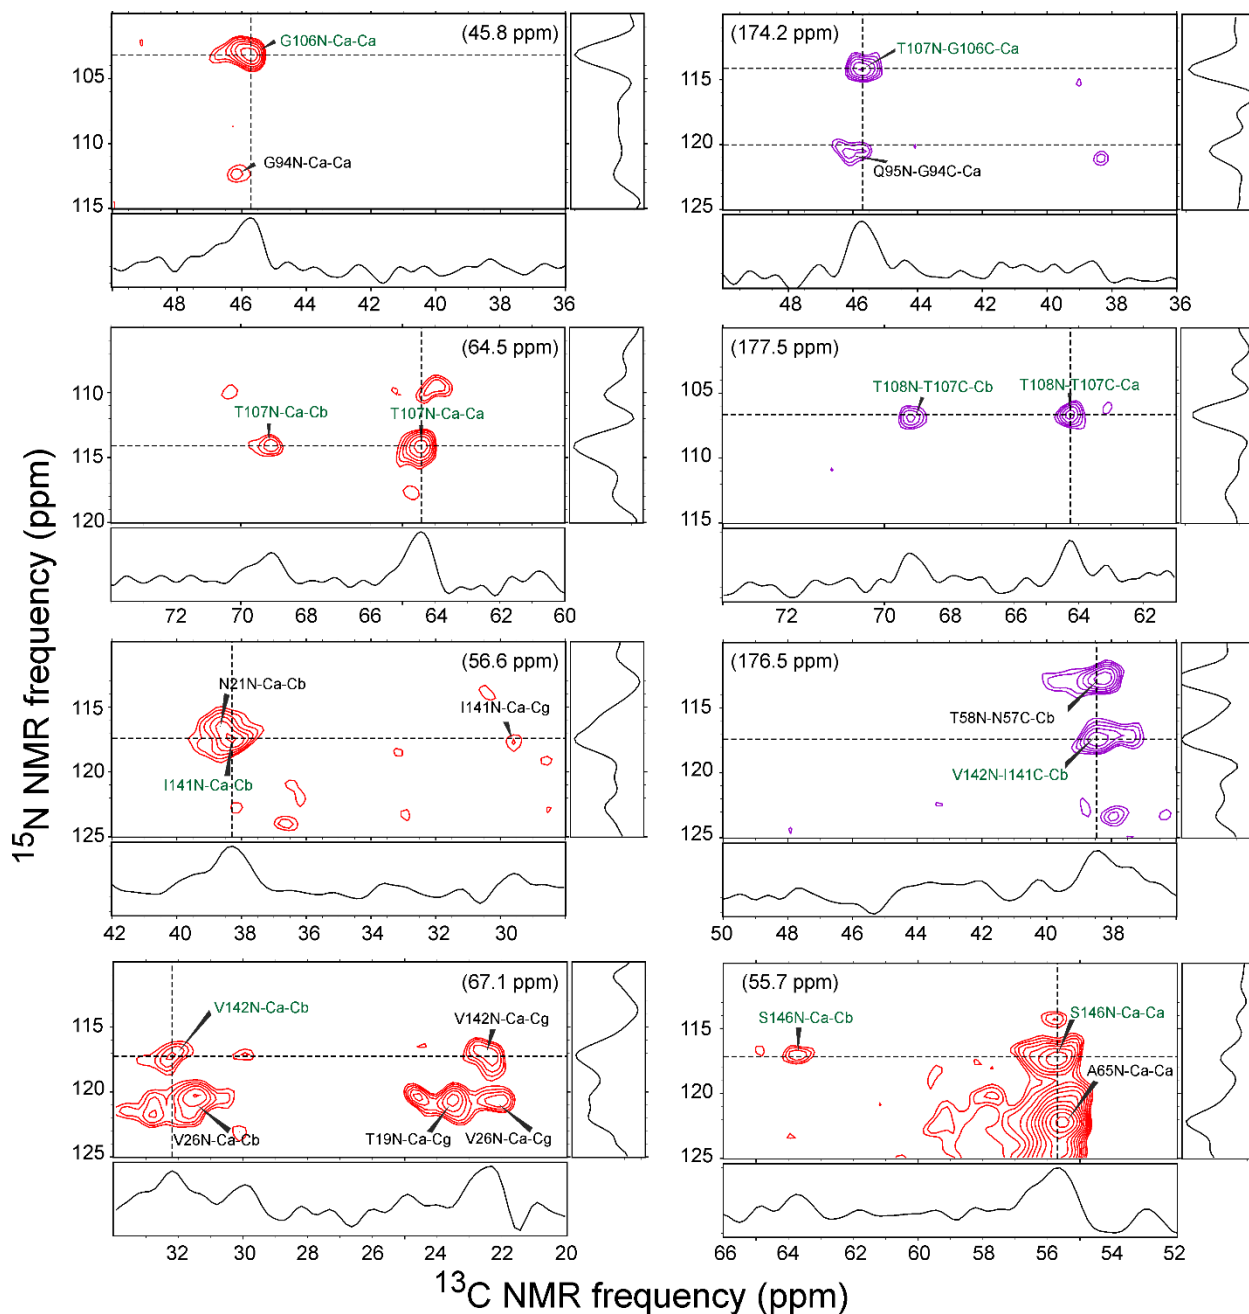 (45.8 ppm)
G106N-Ca-Ca
G94N-Ca-Ca
105
110
115
48 46 44 42 40 38 36
(174.2 ppm)
T107N-G106C-Ca
Q95N-G94C-Ca
115
120
125
48 46 44 42 40 38 36
(64.5 ppm)
T107N-Ca-Cb
T107N-Ca-Ca
110
115
120
72 70 68 66 64 62 60
(177.5 ppm)
T108N-T107C-Cb
T108N-T107C-Ca
105
110
115
72 70 68 66 64 62
(56.6 ppm)
N21N-Ca-Cb
I141N-Ca-Cg
I141N-Ca-Cb
115
120
125
42 40 38 36 34 32 30
(176.5 ppm)
T58N-N57C-Cb
V142N-I141C-Cb
115
120
125
50 48 46 44 42 40 38
(67.1 ppm)
V142N-Ca-Cb
V142N-Ca-Cg
V26N-Ca-Cb
T19N-Ca-Cg
V26N-Ca-Cg
115
120
125
32 30 28 26 24 22 20
(55.7 ppm)
S146N-Ca-Cb
S146N-Ca-Ca
A65N-Ca-Ca
115
120
125
66 64 62 60 58 56 54 52
15N NMR frequency (ppm)
13C NMR frequency (ppm)